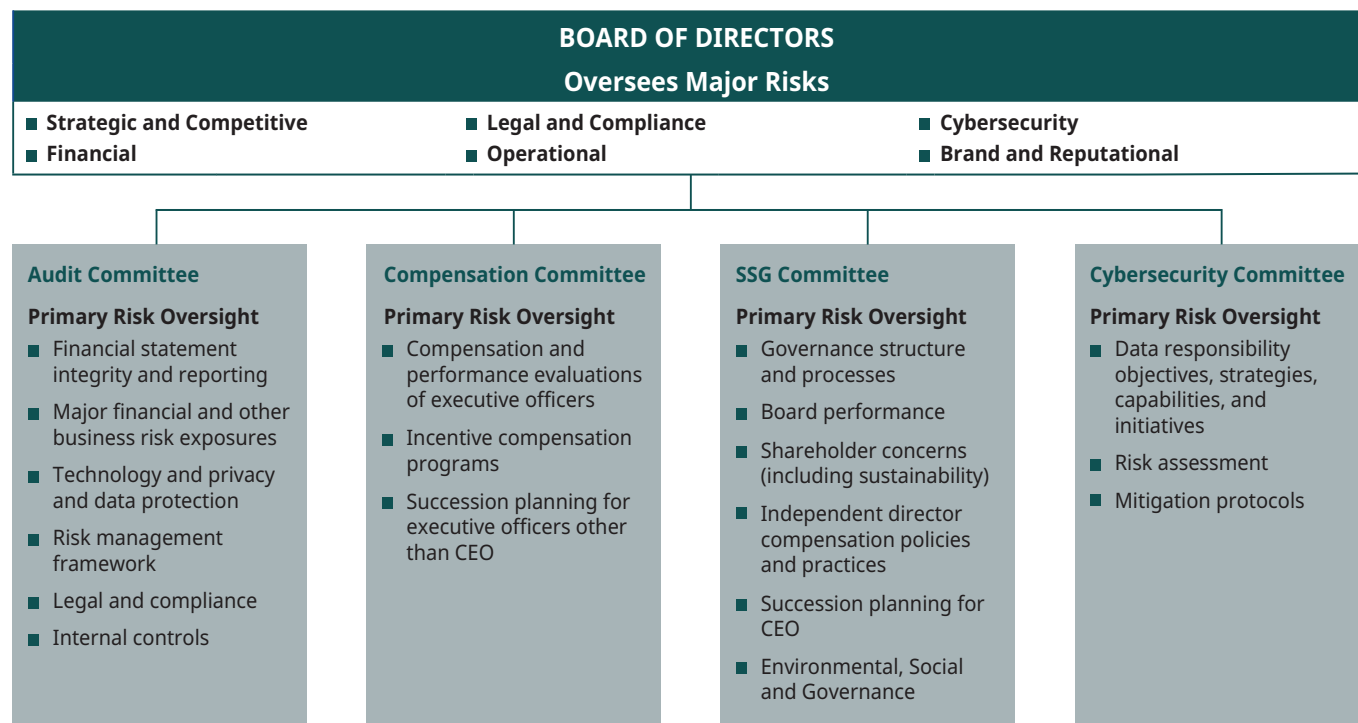 BOARD OF DIRECTORS
Oversees Major Risks
Strategic and Competitive
Financial
Legal and Compliance
Operational
Cybersecurity
Brand and Reputational
Audit Committee
Primary Risk Oversight
Financial statement
integrity and reporting
Major financial and other
business risk exposures
Technology and privacy
and data protection
Risk management
framework
Legal and compliance
Internal controls
Compensation Committee
Primary Risk Oversight
Compensation and
performance evaluations
of executive officers
Incentive compensation
programs
Succession planning for
executive officers other
than CEO
SSG Committee
Primary Risk Oversight
Governance structure
and processes
Board performance
Shareholder concerns
(including sustainability)
Independent director
compensation policies
and practices
Succession planning for
CEO
Environmental, Social
and Governance
Cybersecurity Committee
Primary Risk Oversight
Data responsibility
objectives, strategies,
capabilities, and
initiatives
Risk assessment
Mitigation protocols